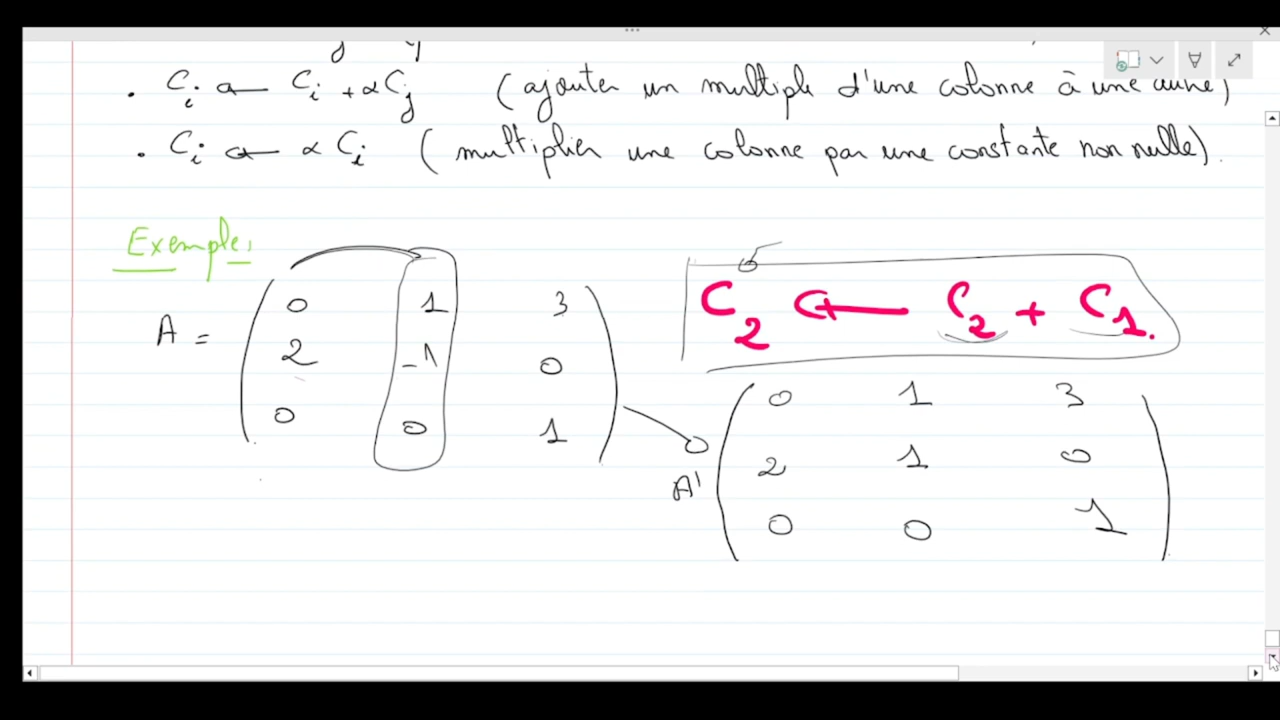 . Ci ← Ci + αCj (ajouter un multiple d'une colonne à une autre)
. Ci ← α Ci (multiplier une colonne par une constante non nulle).
Exemple:
C2 ← C2 + C1.
A = ( 0 1 3
2 -1 0
0 0 1 )
A' ( 0 1 3
2 1 0
0 0 1 )